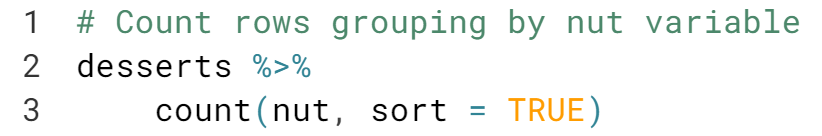 1 # Count rows grouping by nut variable
2 desserts %>%
3     count(nut, sort = TRUE)